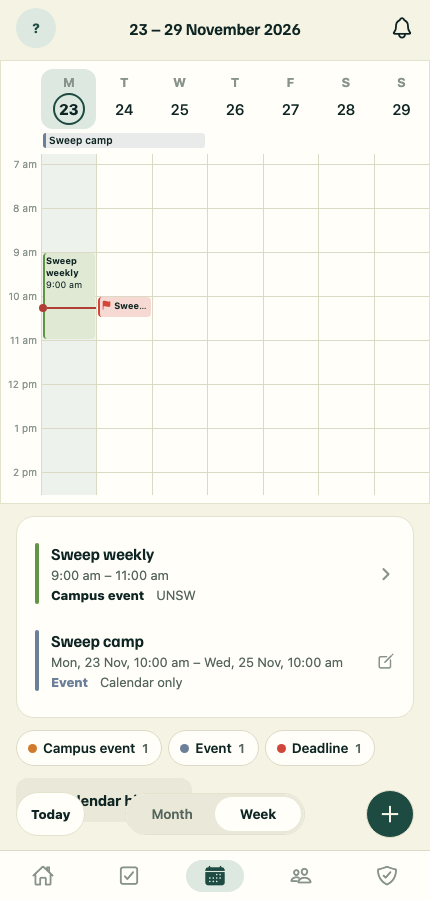 ?
23 – 29 November 2026
M T W T F S S
23 24 25 26 27 28 29
Sweep camp
7 am
8 am
9 am
Sweep
weekly
9:00 am
10 am
Swee...
11 am
12 pm
1 pm
2 pm
Sweep weekly
9:00 am – 11:00 am
Campus event UNSW
Sweep camp
Mon, 23 Nov, 10:00 am – Wed, 25 Nov, 10:00 am
Event Calendar only
Campus event 1
Event 1
Deadline 1
Today
Month
Week